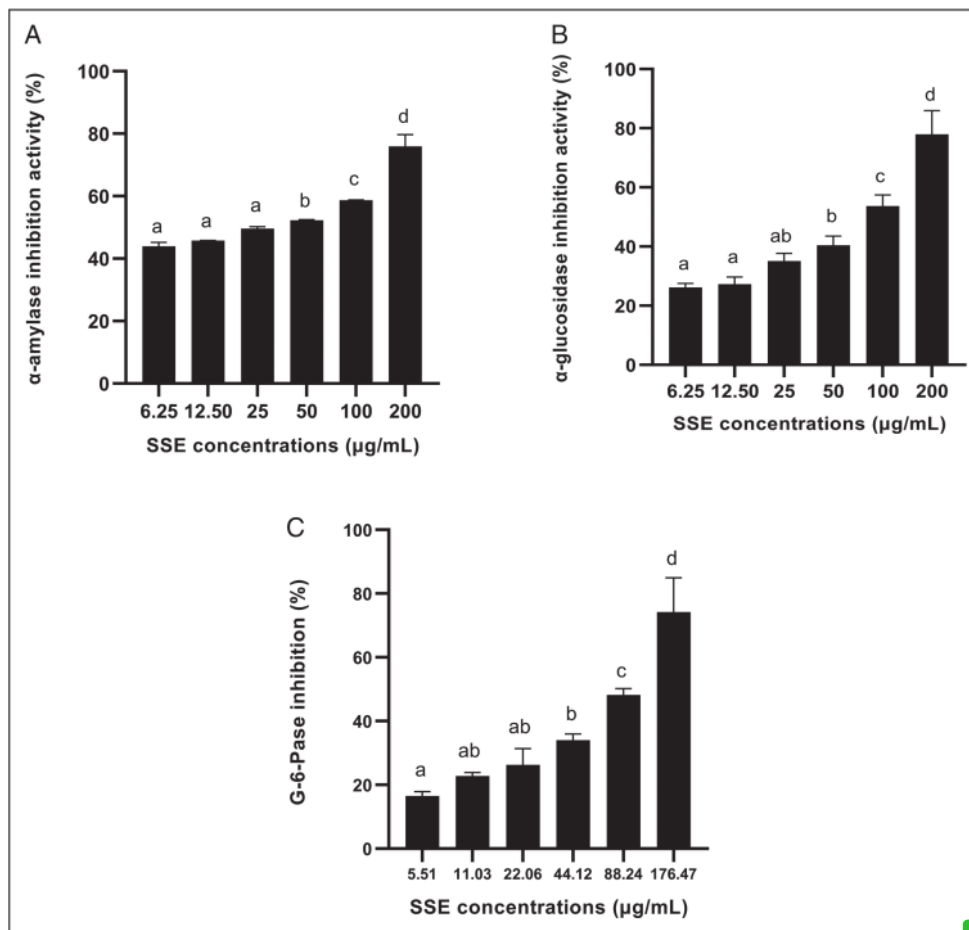 A
α-amylase inhibition activity (%)
100
80
60
40
20
0
a
a
a
b
c
d
6.25 12.50 25 50 100 200
SSE concentrations (µg/mL)
B
α-glucosidase inhibition activity (%)
100
80
60
40
20
0
a
a
ab
b
c
d
6.25 12.50 25 50 100 200
SSE concentrations (µg/mL)
C
G-6-Pase inhibition (%)
100
80
60
40
20
0
a
ab
ab
b
c
d
5.51 11.03 22.06 44.12 88.24 176.47
SSE concentrations (µg/mL)